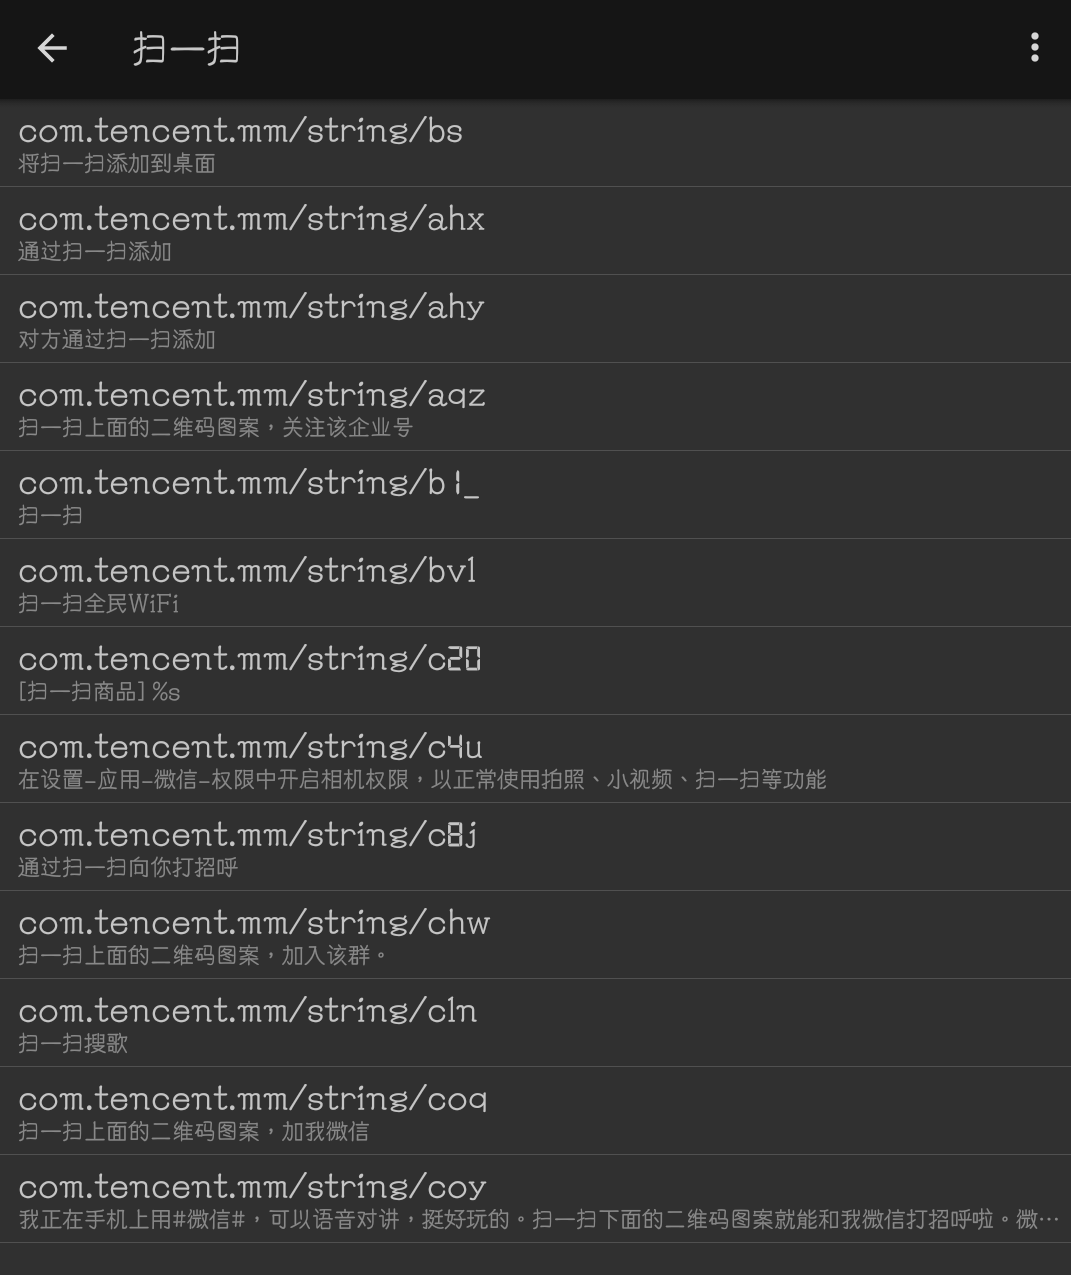 扫一扫
com.tencent.mm/string/bs
将扫一扫添加到桌面
com.tencent.mm/string/ahx
通过扫一扫添加
com.tencent.mm/string/ahy
对方通过扫一扫添加
com.tencent.mm/string/aqz
扫一扫上面的二维码图案，关注该企业号
com.tencent.mm/string/b1_
扫一扫
com.tencent.mm/string/bvl
扫一扫全民WiFi
com.tencent.mm/string/c20
[扫一扫商品] %s
com.tencent.mm/string/c4u
在设置-应用-微信-权限中开启相机权限，以正常使用拍照、小视频、扫一扫等功能
com.tencent.mm/string/c8j
通过扫一扫向你打招呼
com.tencent.mm/string/chw
扫一扫上面的二维码图案，加入该群。
com.tencent.mm/string/cln
扫一扫搜歌
com.tencent.mm/string/coq
扫一扫上面的二维码图案，加我微信
com.tencent.mm/string/coy
我正在手机上用#微信#，可以语音对讲，挺好玩的。扫一扫下面的二维码图案就能和我微信打招呼啦。微…